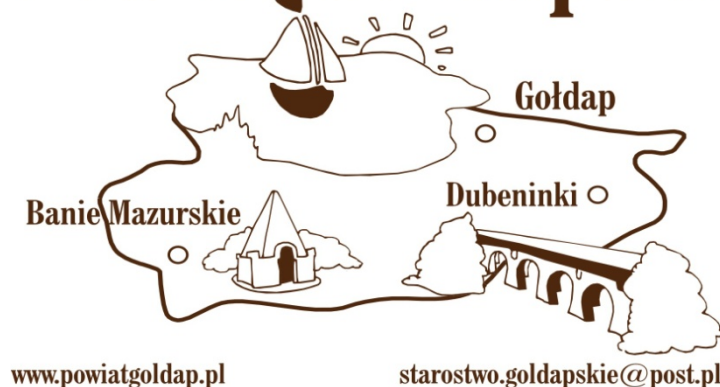 Gołdap
Dubeninki
Banie Mazurskie
www.powiatgoldap.pl
starostwo.goldapskie@post.pl